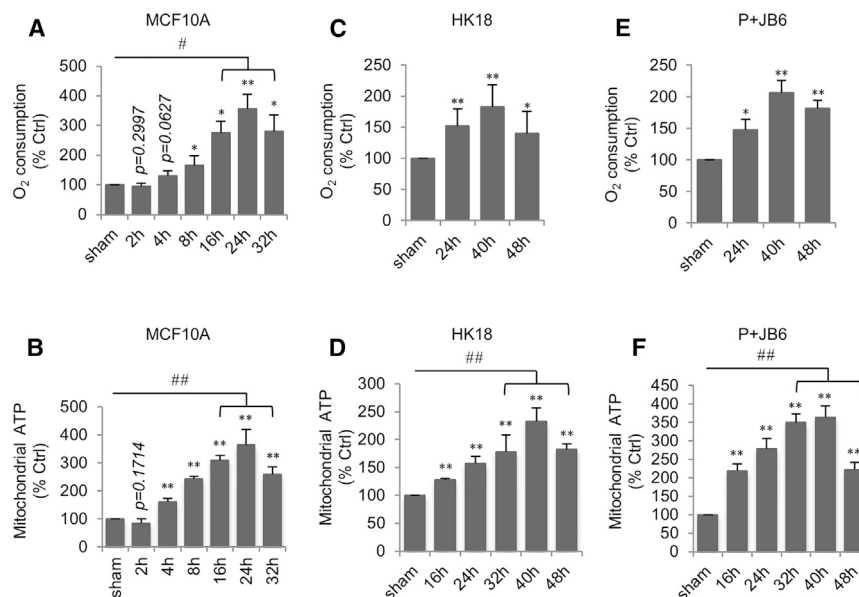 A
MCF10A
#
O2 consumption
(% Ctrl)
500
400
300
200
100
0
p=0.2997
p=0.0627
*
*
**
*
sham
2h
4h
8h
16h
24h
32h
C
HK18
O2 consumption
(% Ctrl)
250
200
150
100
50
0
**
**
*
sham
24h
40h
48h
E
P+JB6
O2 consumption
(% Ctrl)
250
200
150
100
50
0
*
**
**
sham
24h
40h
48h
B
MCF10A
##
Mitochondrial ATP
(% Ctrl)
500
400
300
200
100
0
p=0.1714
**
**
**
**
**
sham
2h
4h
8h
16h
24h
32h
D
HK18
##
Mitochondrial ATP
(% Ctrl)
300
250
200
150
100
50
0
**
**
**
**
**
sham
16h
24h
32h
40h
48h
F
P+JB6
##
Mitochondrial ATP
(% Ctrl)
450
400
350
300
250
200
150
100
50
0
**
**
**
**
**
sham
16h
24h
32h
40h
48h